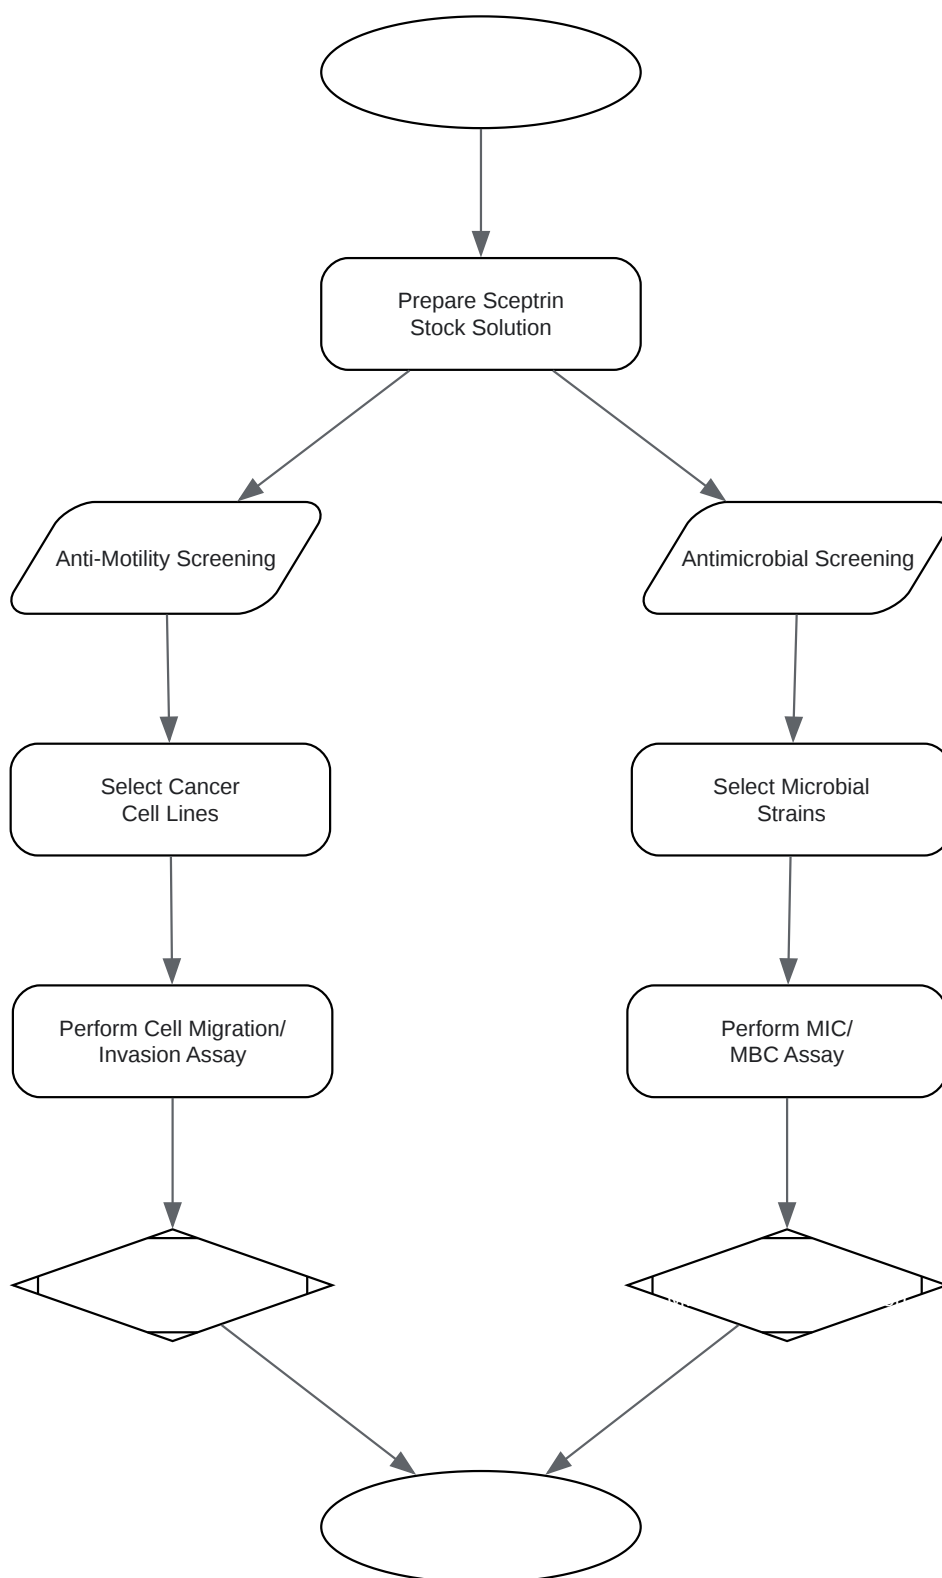 Prepare Sceptrin
Stock Solution
Anti-Motility Screening
Antimicrobial Screening
Select Cancer
Cell Lines
Select Microbial
Strains
Perform Cell Migration/
Invasion Assay
Perform MIC/
MBC Assay